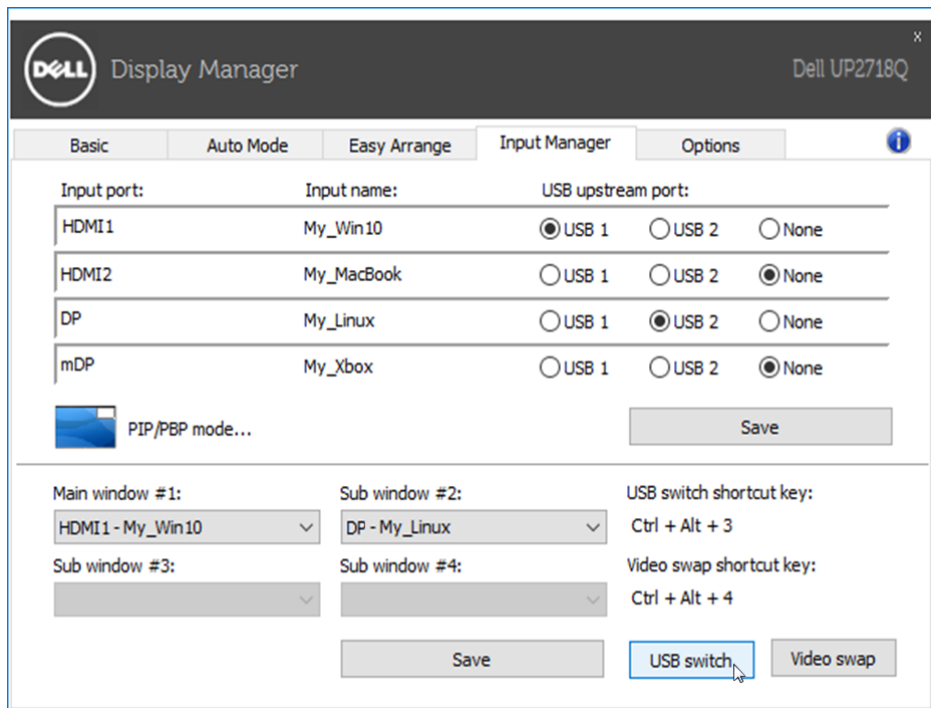 x
DELL Display Manager Dell UP2718Q
Basic Auto Mode Easy Arrange Input Manager Options i
Input port: Input name: USB upstream port:
HDMI1 My_Win10 USB 1 USB 2 None
HDMI2 My_MacBook USB 1 USB 2 None
DP My_Linux USB 1 USB 2 None
mDP My_Xbox USB 1 USB 2 None
PIP/PBP mode... Save
Main window #1: Sub window #2: USB switch shortcut key:
HDMI1 - My_Win10 DP - My_Linux Ctrl + Alt + 3
Sub window #3: Sub window #4: Video swap shortcut key:
Ctrl + Alt + 4
Save USB switch Video swap